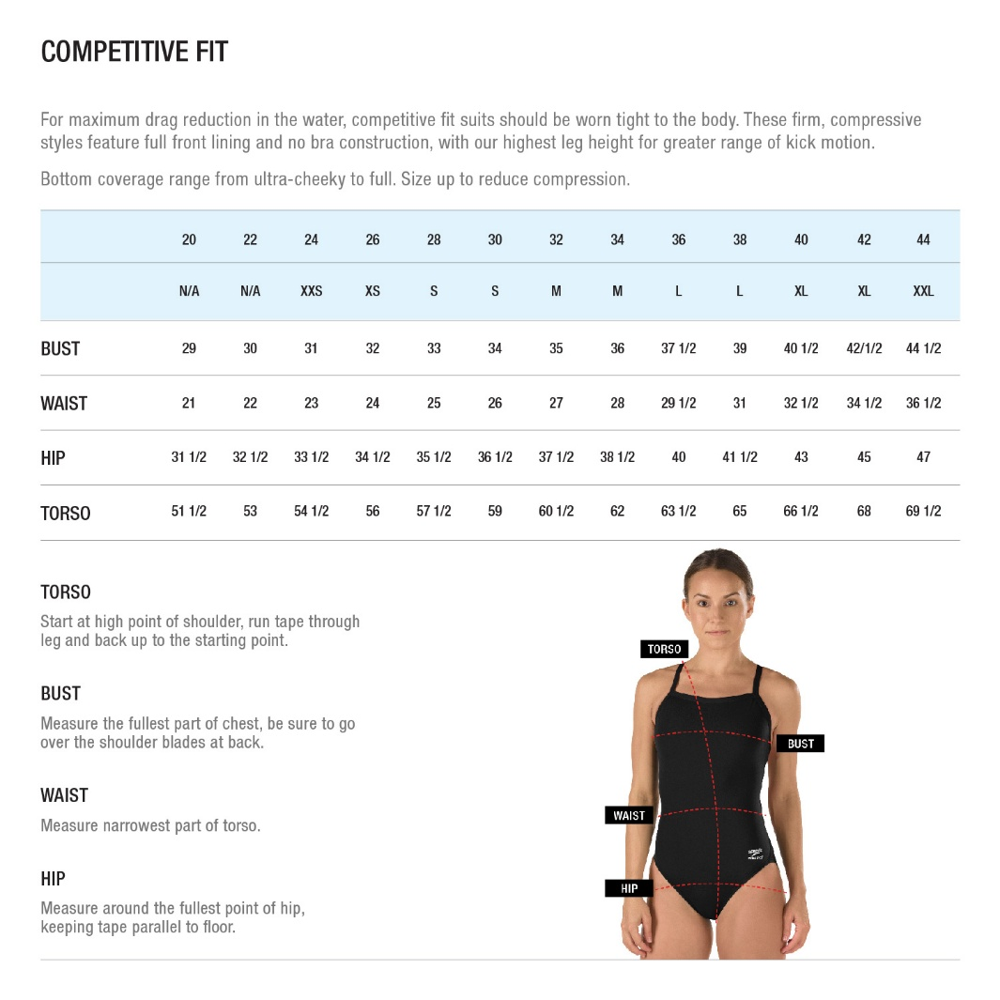 COMPETITIVE FIT
For maximum drag reduction in the water, competitive fit suits should be worn tight to the body. These firm, compressive
styles feature full front lining and no bra construction, with our highest leg height for greater range of kick motion.
Bottom coverage range from ultra-cheeky to full. Size up to reduce compression.
20 22 24 26 28 30 32 34 36 38 40 42 44
N/A N/A XXS XS S S M M L L XL XL XXL
BUST 29 30 31 32 33 34 35 36 37 1/2 39 40 1/2 42/1/2 44 1/2
WAIST 21 22 23 24 25 26 27 28 29 1/2 31 32 1/2 34 1/2 36 1/2
HIP 31 1/2 32 1/2 33 1/2 34 1/2 35 1/2 36 1/2 37 1/2 38 1/2 40 41 1/2 43 45 47
TORSO 51 1/2 53 54 1/2 56 57 1/2 59 60 1/2 62 63 1/2 65 66 1/2 68 69 1/2
TORSO
Start at high point of shoulder, run tape through
leg and back up to the starting point.
BUST
Measure the fullest part of chest, be sure to go
over the shoulder blades at back.
WAIST
Measure narrowest part of torso.
HIP
Measure around the fullest point of hip,
keeping tape parallel to floor.
TORSO
BUST
WAIST
HIP